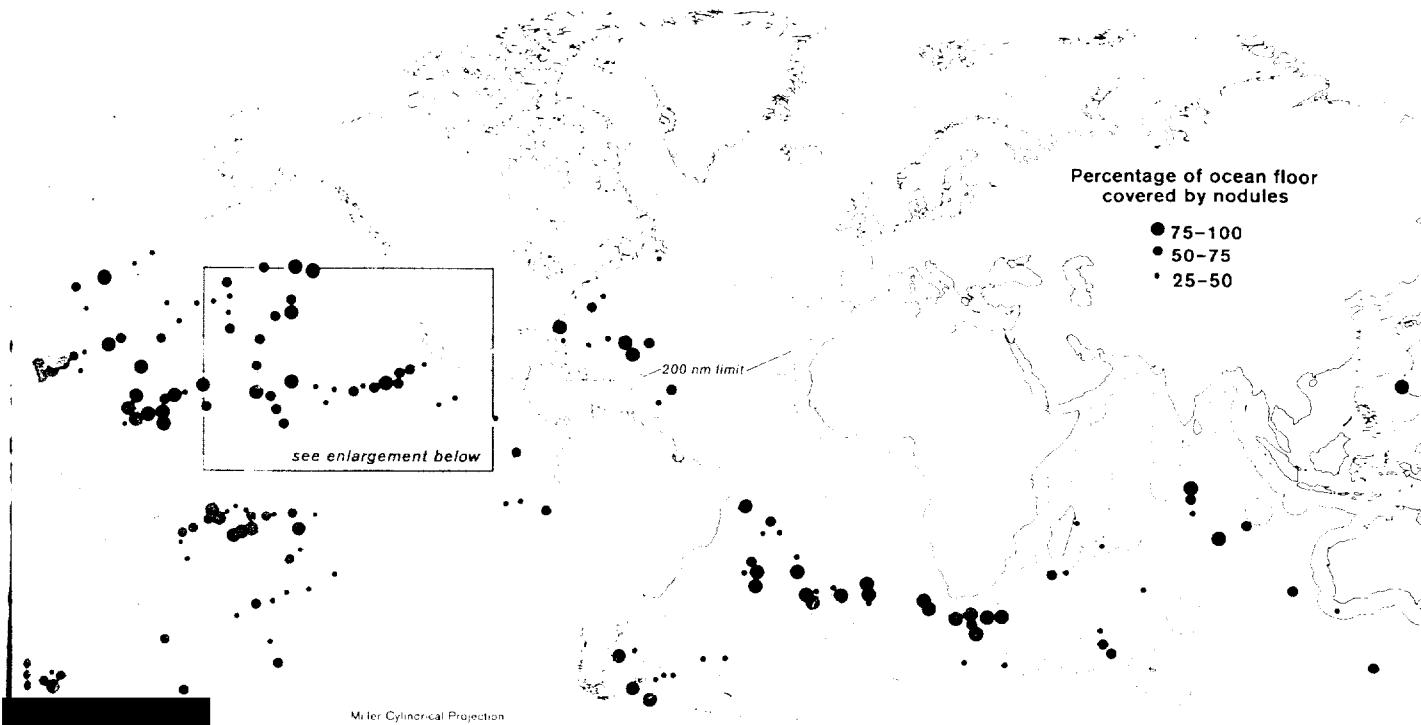 Percentage of ocean floor
covered by nodules
75–100
50–75
25–50
200 nm limit
see enlargement below
Miller Cylindrical Projection